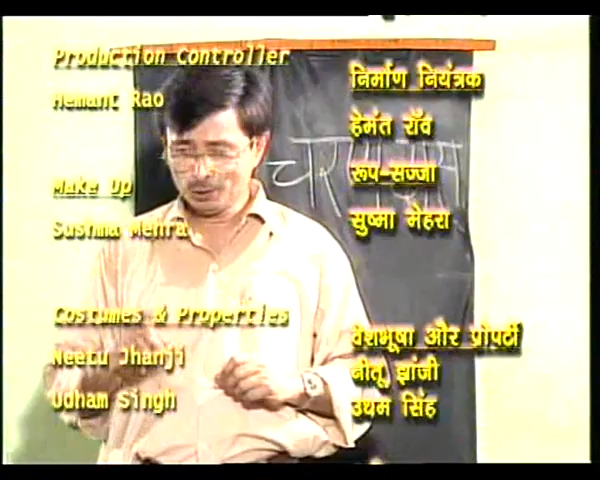 Production Controller
निर्माण नियंत्रक
Hemant Rao
हेमंत रॉव
Make Up
रूप-सज्जा
Sushma Mehra
सुष्मा मेहरा
Costumes & Properties
वेशभूषा और प्रोपर्टी
Neetu Jhanji
नीतू झांजी
Udham Singh
उधम सिंह